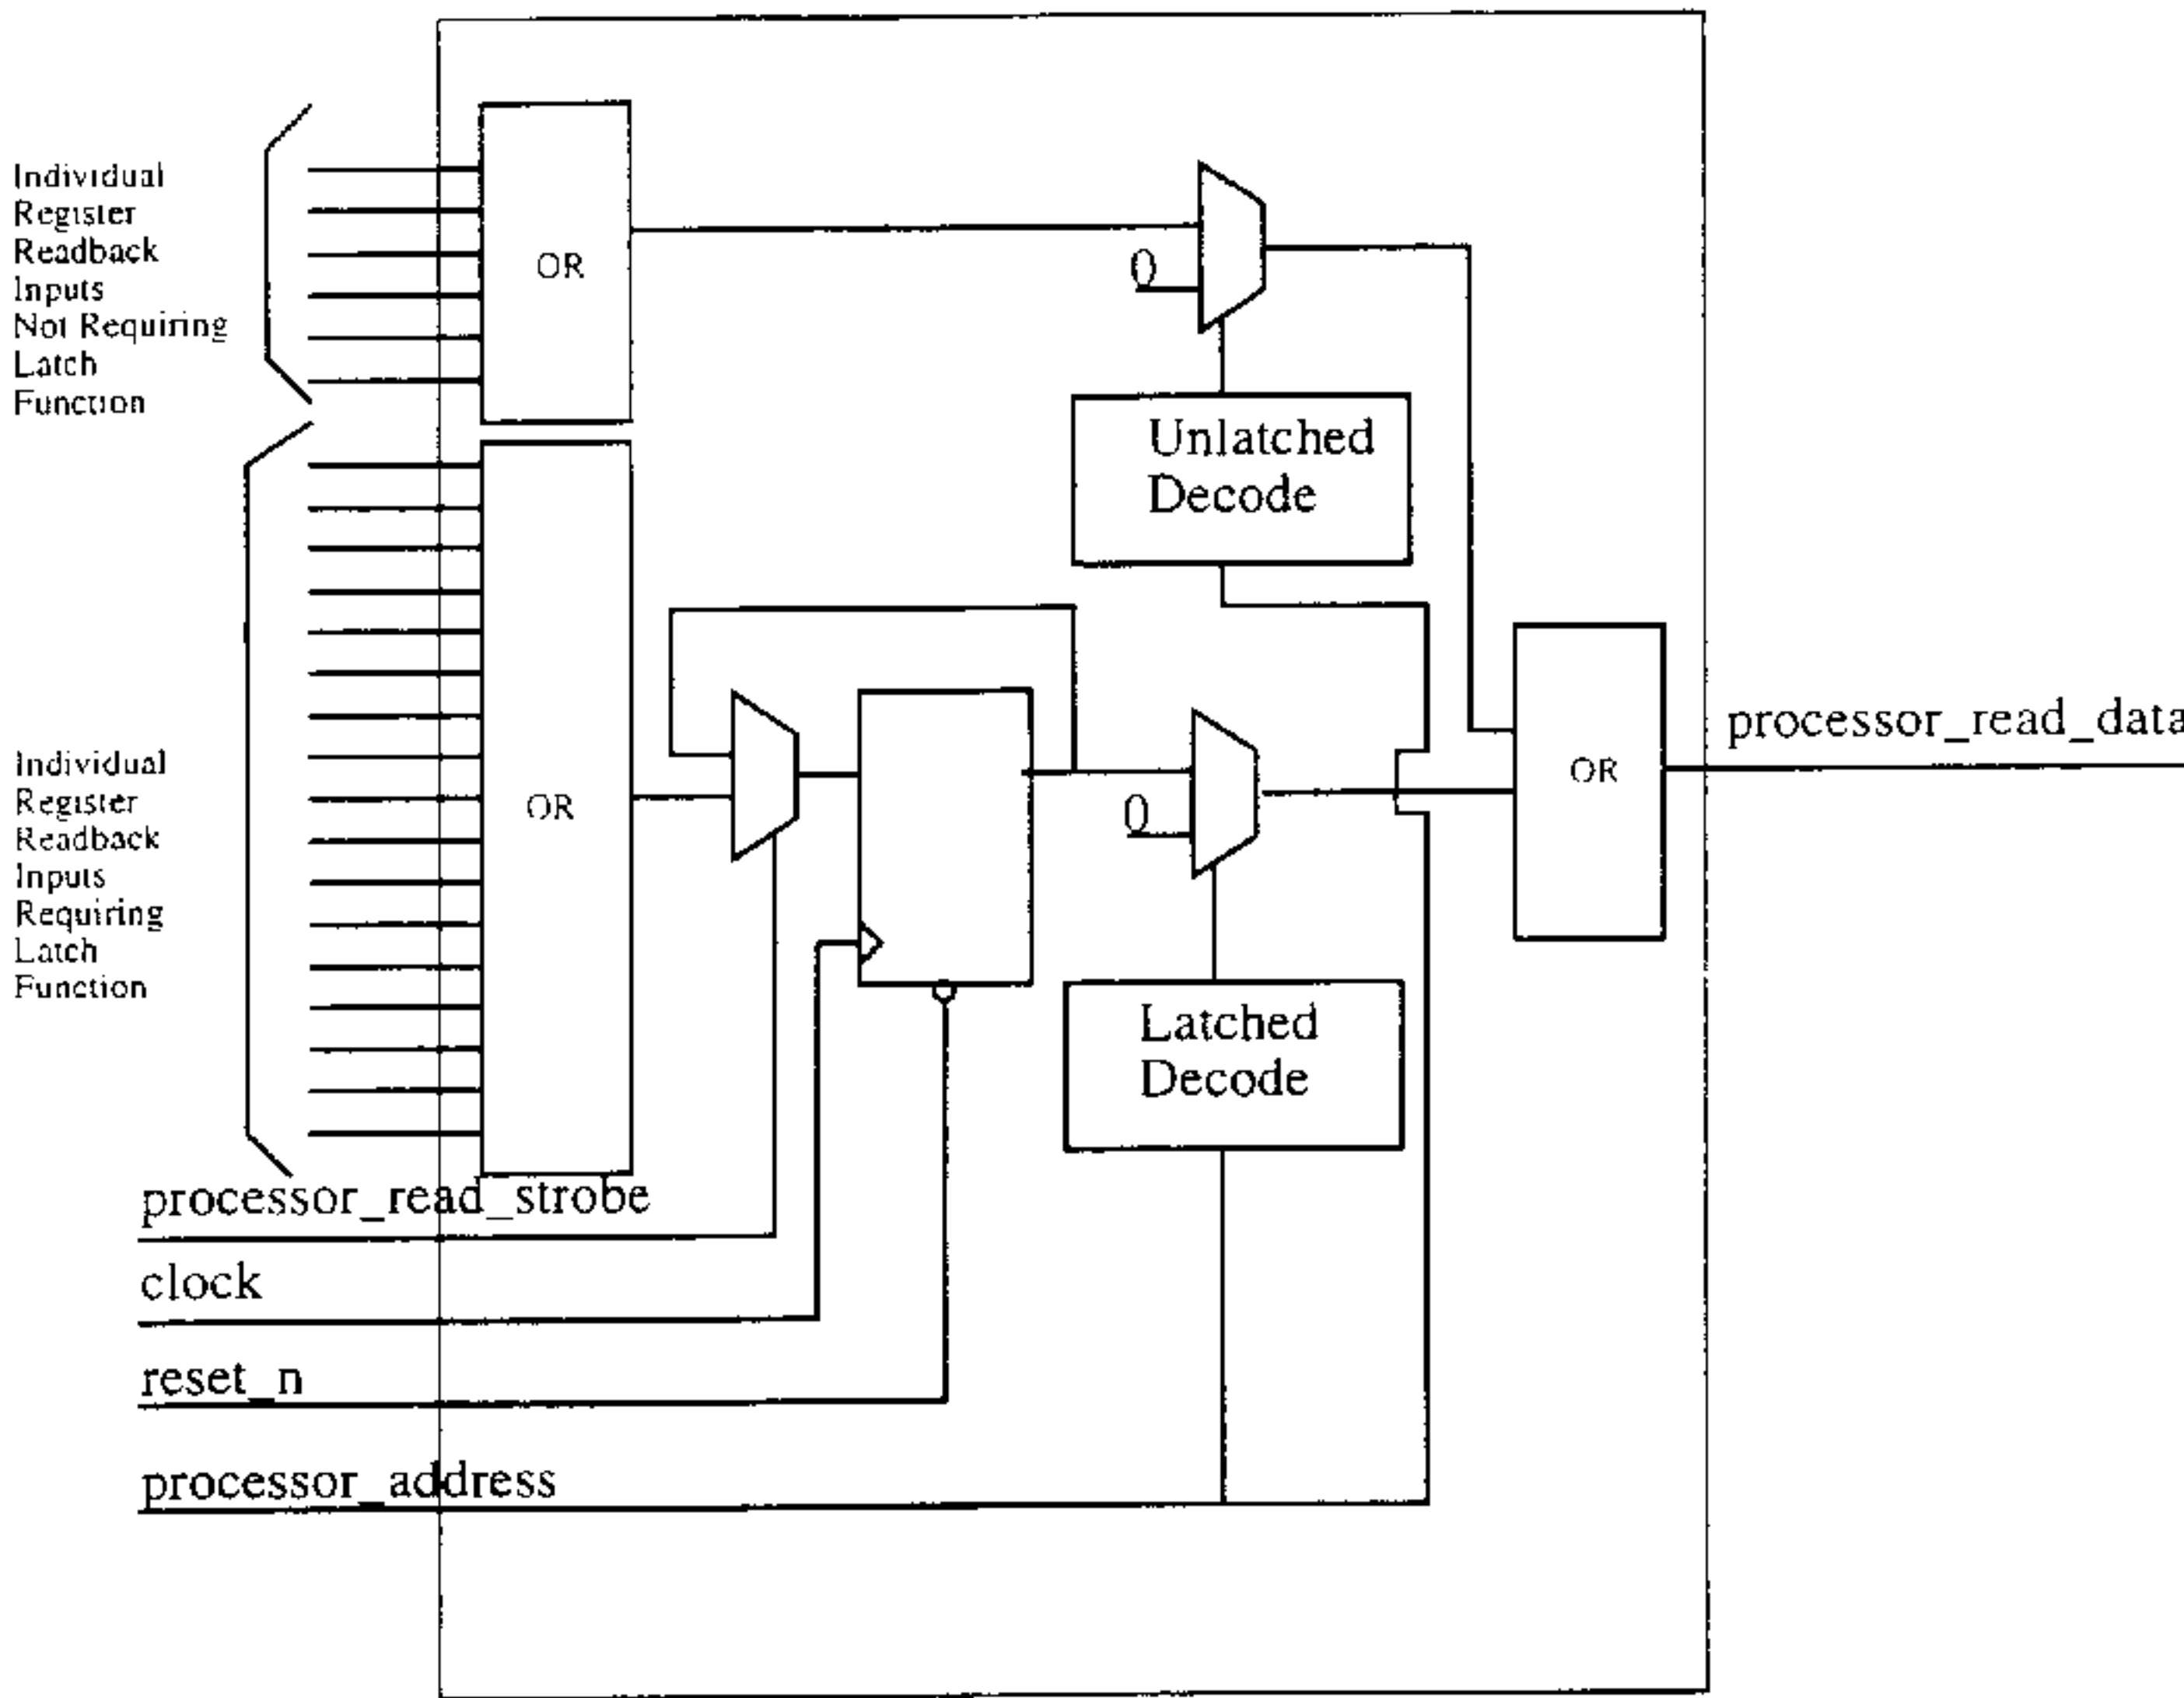 Individual
Register
Readback
Inputs
Not Requiring
Latch
Function
OR
0
Unlatched
Decode
Individual
Register
Readback
Inputs
Requiring
Latch
Function
OR
0
OR
processor_read_data
Latched
Decode
processor_read_strobe
clock
reset_n
processor_address